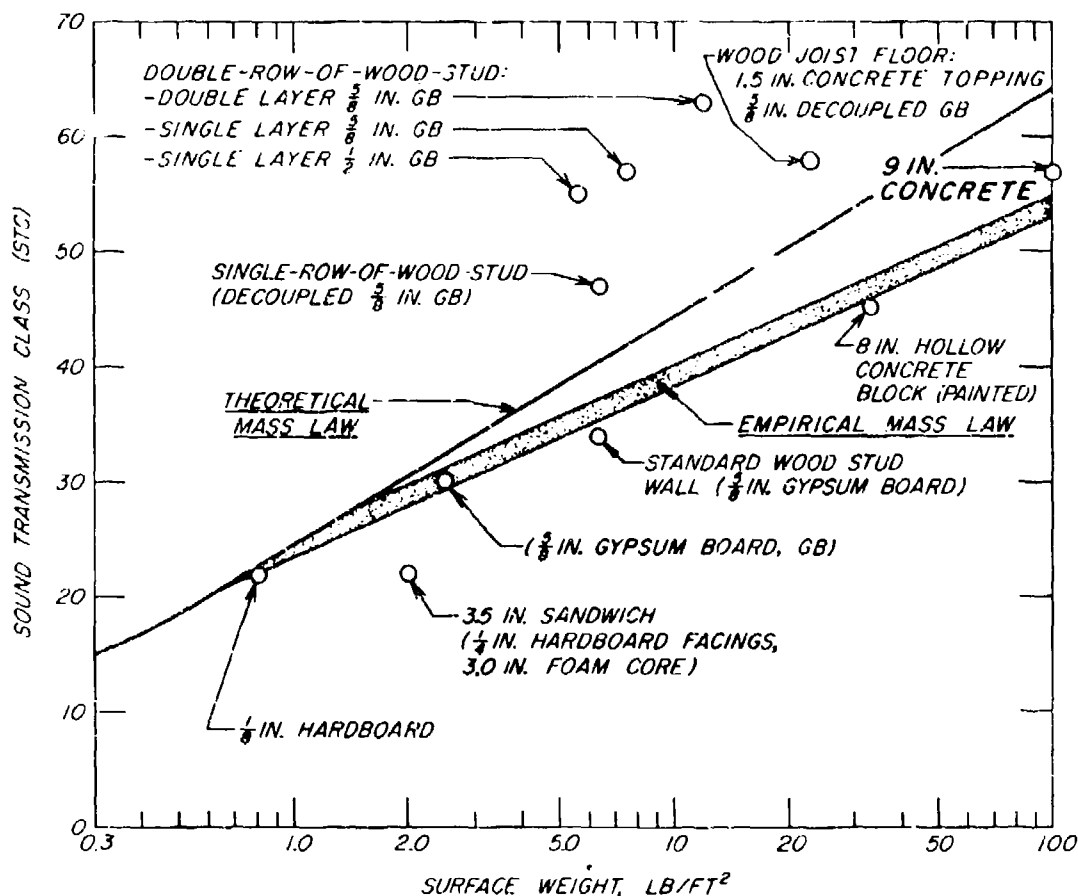 70
60
50
40
30
20
10
0
SOUND TRANSMISSION CLASS (STC)
DOUBLE-ROW-OF-WOOD-STUD:
-DOUBLE LAYER 5/8 IN. GB
-SINGLE LAYER 5/8 IN. GB
-SINGLE LAYER 1/2 IN. GB
WOOD JOIST FLOOR:
1.5 IN. CONCRETE TOPPING
5/8 IN. DECOUPLED GB
9 IN.
CONCRETE
SINGLE-ROW-OF-WOOD-STUD
(DECOUPLED 5/8 IN. GB)
8 IN. HOLLOW
CONCRETE
BLOCK (PAINTED)
THEORETICAL
MASS LAW
EMPIRICAL MASS LAW
STANDARD WOOD STUD
WALL (5/8 IN. GYPSUM BOARD)
(5/8 IN. GYPSUM BOARD, GB)
3.5 IN. SANDWICH
(1/4 IN. HARDBOARD FACINGS,
3.0 IN. FOAM CORE)
1/8 IN. HARDBOARD
0.3 1.0 2.0 10 20 100
SURFACE WEIGHT, LB/FT²